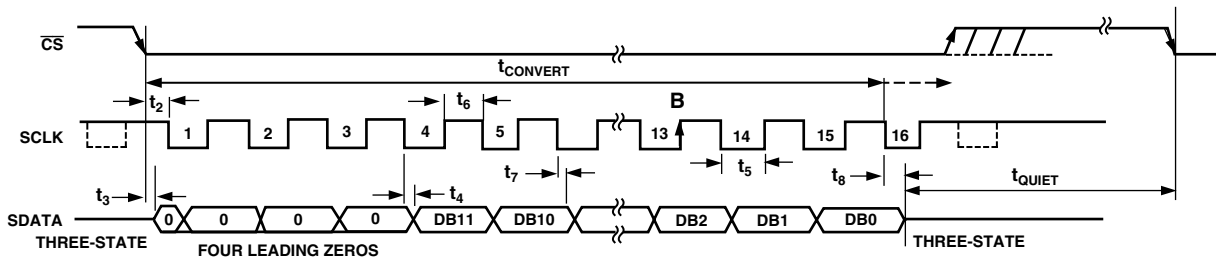 CS
tCONVERT
t2
t6
B
SCLK
1 2 3 4 5 13 14 15 16
t7
t5
t8
tQUIET
t3
t4
SDATA
0 0 0 0 DB11 DB10 DB2 DB1 DB0
THREE-STATE
FOUR LEADING ZEROS
THREE-STATE